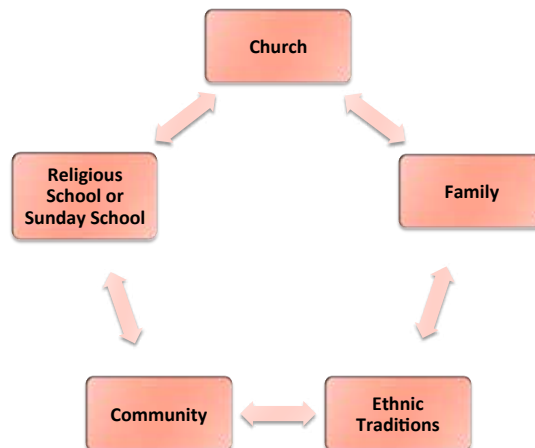 Church
Religious
School or
Sunday School
Family
Community
Ethnic
Traditions